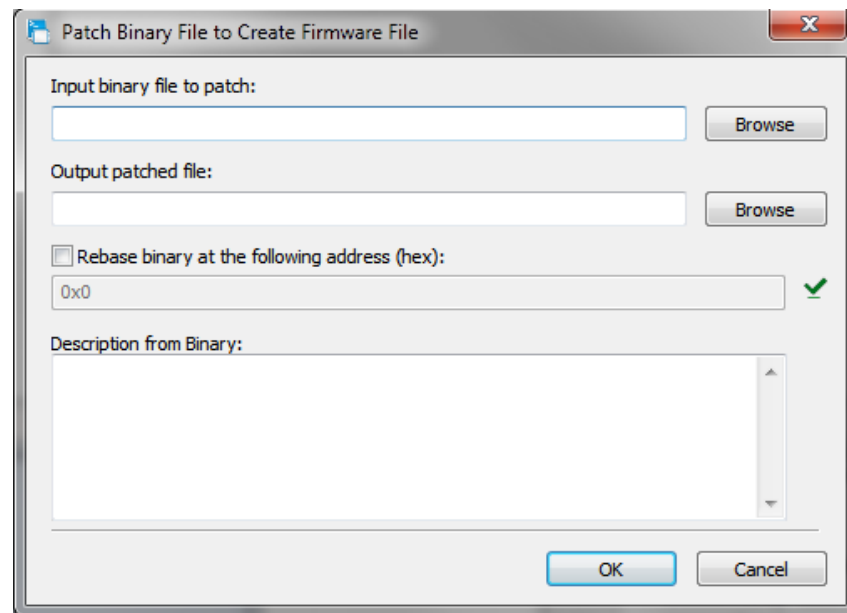 Patch Binary File to Create Firmware File
Input binary file to patch:
Browse
Output patched file:
Browse
Rebase binary at the following address (hex):
0x0
Description from Binary:
OK Cancel